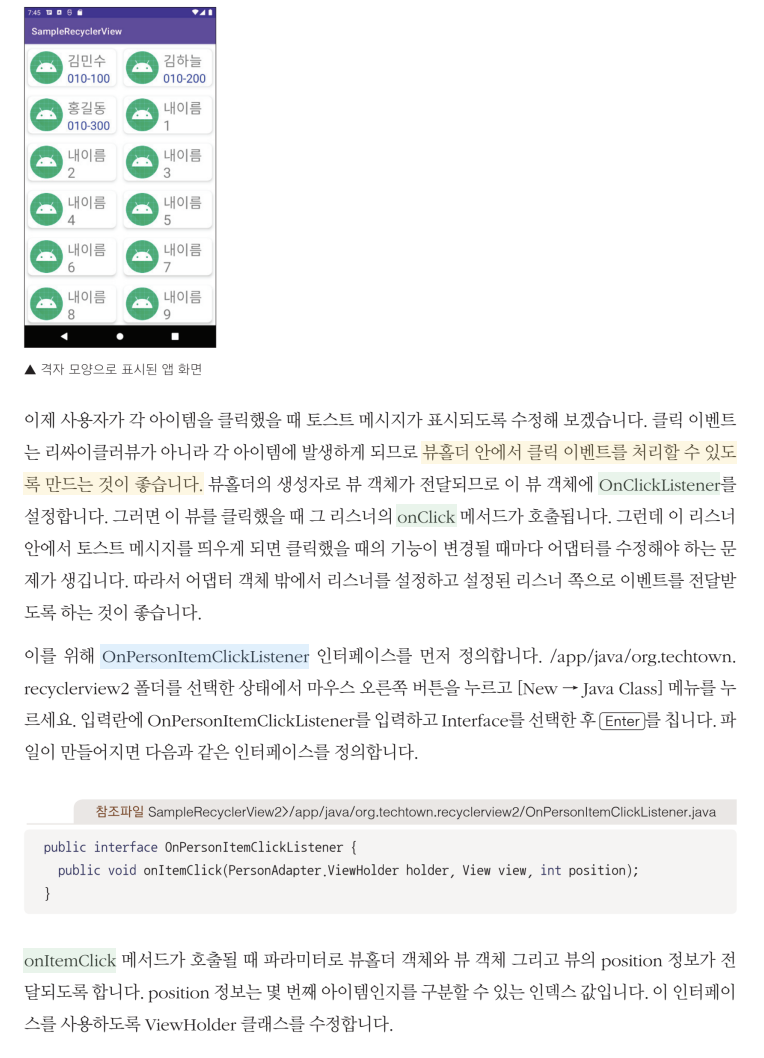 7:45
SampleRecyclerView
김민수
010-100
김하늘
010-200
홍길동
010-300
내이름
1
내이름
2
내이름
3
내이름
4
내이름
5
내이름
6
내이름
7
내이름
8
내이름
9
▲ 격자 모양으로 표시된 앱 화면
이제 사용자가 각 아이템을 클릭했을 때 토스트 메시지가 표시되도록 수정해 보겠습니다. 클릭 이벤트
는 리싸이클러뷰가 아니라 각 아이템에 발생하게 되므로 뷰홀더 안에서 클릭 이벤트를 처리할 수 있도
록 만드는 것이 좋습니다. 뷰홀더의 생성자로 뷰 객체가 전달되므로 이 뷰 객체에 OnClickListener를
설정합니다. 그러면 이 뷰를 클릭했을 때 그 리스너의 onClick 메서드가 호출됩니다. 그런데 이 리스너
안에서 토스트 메시지를 띄우게 되면 클릭했을 때의 기능이 변경될 때마다 어댑터를 수정해야 하는 문
제가 생깁니다. 따라서 어댑터 객체 밖에서 리스너를 설정하고 설정된 리스너 쪽으로 이벤트를 전달받
도록 하는 것이 좋습니다.
이를 위해 OnPersonItemClickListener 인터페이스를 먼저 정의합니다. /app/java/org.techtown.
recyclerview2 폴더를 선택한 상태에서 마우스 오른쪽 버튼을 누르고 [New → Java Class] 메뉴를 누
르세요. 입력란에 OnPersonItemClickListener를 입력하고 Interface를 선택한 후 Enter를 칩니다. 파
일이 만들어지면 다음과 같은 인터페이스를 정의합니다.
참조파일 SampleRecyclerView2>/app/java/org.techtown.recyclerview2/OnPersonItemClickListener.java
public interface OnPersonItemClickListener {
public void onItemClick(PersonAdapter.ViewHolder holder, View view, int position);
}
onItemClick 메서드가 호출될 때 파라미터로 뷰홀더 객체와 뷰 객체 그리고 뷰의 position 정보가 전
달되도록 합니다. position 정보는 몇 번째 아이템인지를 구분할 수 있는 인덱스 값입니다. 이 인터페이
스를 사용하도록 ViewHolder 클래스를 수정합니다.